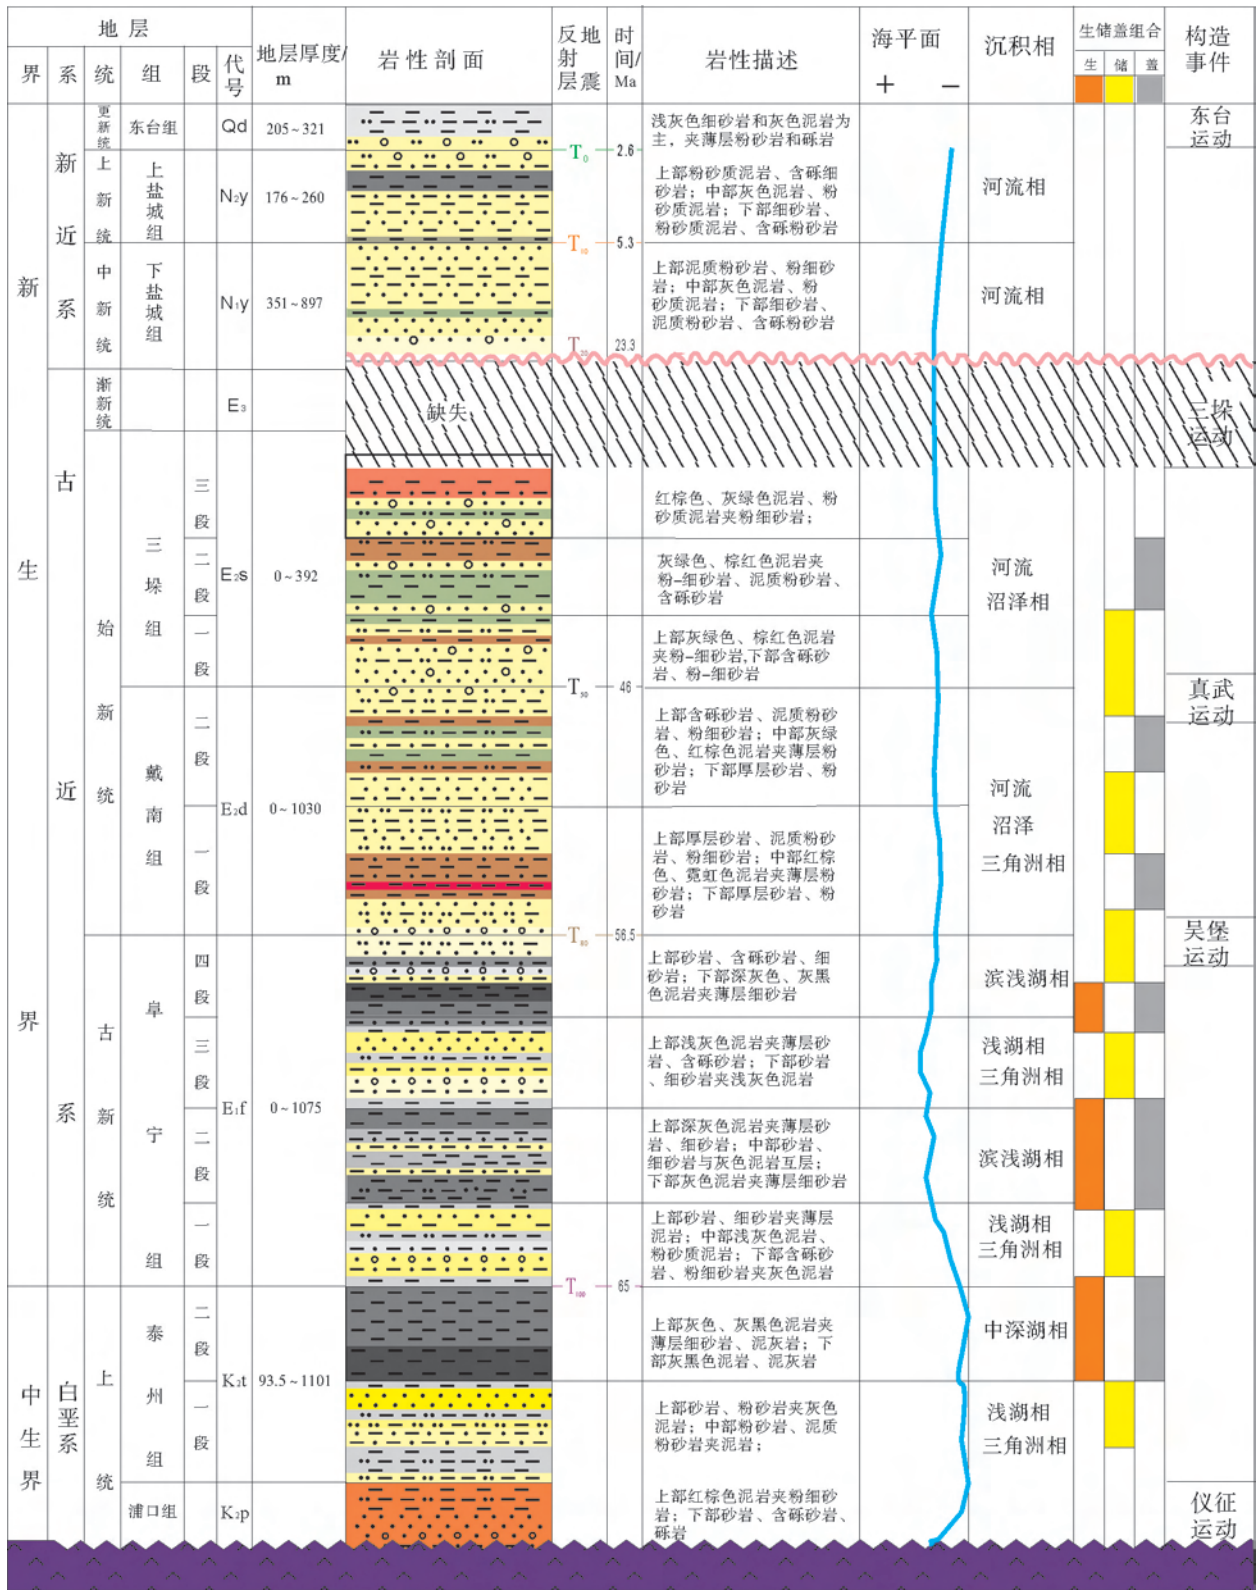 地层
界 系 统 组 段 代号
地层厚度/
m
岩性剖面
反射层 地震
时间/
Ma
岩性描述
海平面
+ −
沉积相
生储盖组合
生 储 盖
构造
事件
新生界
新近系
更新统
东台组
Qd
205~321
浅灰色细砂岩和灰色泥岩为
主，夹薄层粉砂岩和砾岩
东台
运动
T₀
2.6
上新统
上盐城组
N₂y
176~260
上部粉砂质泥岩、含砾细
砂岩；中部灰色泥岩、粉
砂质泥岩；下部细砂岩、
粉砂质泥岩、含砾粉砂岩
河流相
T₁₀
5.3
中新统
下盐城组
N₁y
351~897
上部泥质粉砂岩、粉细砂
岩；中部灰色泥岩、粉
砂质泥岩；下部细砂岩、
泥质粉砂岩、含砾粉砂岩
河流相
T₂₀
23.3
古近系
渐新统
E₃
缺失
三垛
运动
始新统
三垛组
E₂s
0~392
三段
红棕色、灰绿色泥岩、粉
砂质泥岩夹粉细砂岩；
二段
灰绿色、棕红色泥岩夹
粉-细砂岩、泥质粉砂岩、
含砾砂岩
河流
沼泽相
一段
上部灰绿色、棕红色泥岩
夹粉-细砂岩,下部含砾砂
岩、粉-细砂岩
T₅₀
46
真武
运动
戴南组
E₂d
0~1030
二段
上部含砾砂岩、泥质粉砂
岩、粉细砂岩；中部灰绿
色、红棕色泥岩夹薄层粉
砂岩；下部厚层砂岩、粉
砂岩
河流
沼泽
三角洲相
一段
上部厚层砂岩、泥质粉砂
岩、粉细砂岩；中部红棕
色、霓虹色泥岩夹薄层粉
砂岩；下部厚层砂岩、粉
砂岩
T₈₀
56.5
吴堡
运动
古新统
阜宁组
E₁f
0~1075
四段
上部砂岩、含砾砂岩、细
砂岩；下部深灰色、灰黑
色泥岩夹薄层细砂岩
滨浅湖相
三段
上部浅灰色泥岩夹薄层砂
岩、含砾砂岩；下部砂岩
、细砂岩夹浅灰色泥岩
浅湖相
三角洲相
二段
上部深灰色泥岩夹薄层砂
岩、细砂岩；中部砂岩、
细砂岩与灰色泥岩互层；
下部灰色泥岩夹薄层细砂岩
滨浅湖相
一段
上部砂岩、细砂岩夹薄层
泥岩；中部浅灰色泥岩、
粉砂质泥岩；下部含砾砂
岩、粉细砂岩夹灰色泥岩
浅湖相
三角洲相
T₁₀₀
65
中生界
白垩系
上统
泰州组
K₂t
93.5~1101
二段
上部灰色、灰黑色泥岩夹
薄层细砂岩、泥灰岩；下
部灰黑色泥岩、泥灰岩
中深湖相
一段
上部砂岩、粉砂岩夹灰色
泥岩；中部粉砂岩、泥质
粉砂岩夹泥岩；
浅湖相
三角洲相
浦口组
K₂p
上部红棕色泥岩夹粉细砂
岩；下部砂岩、含砾砂岩、
砾岩
仪征
运动